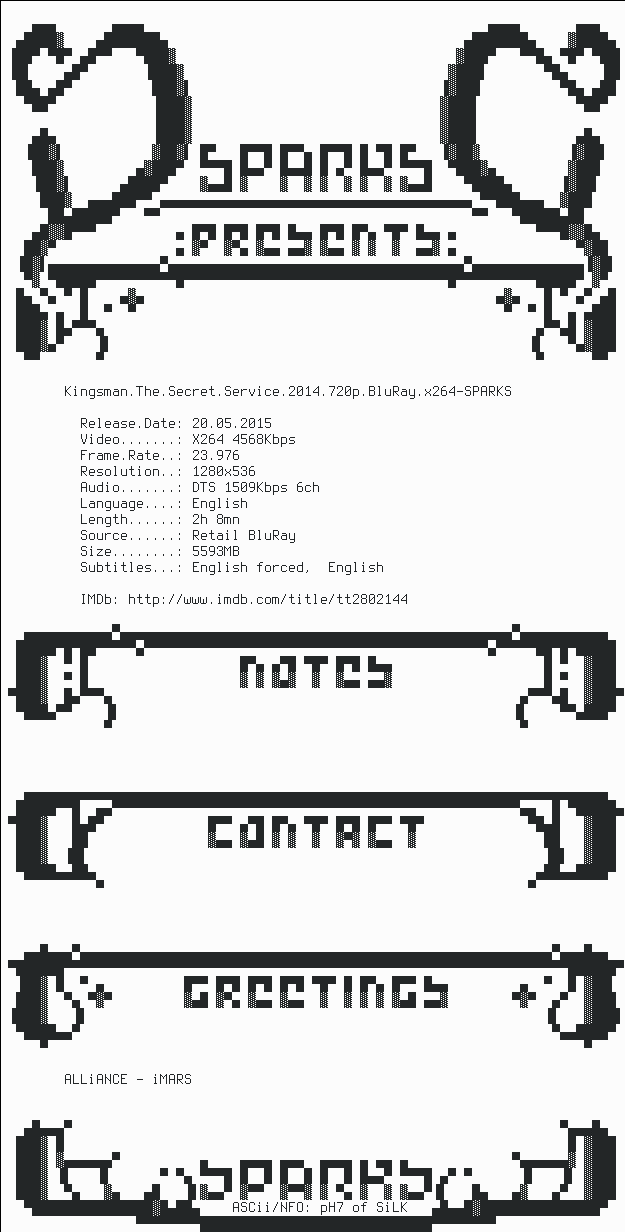 SPARKS
:PRESENTS:
Kingsman.The.Secret.Service.2014.720p.BluRay.x264-SPARKS
Release.Date: 20.05.2015
Video.......: X264 4568Kbps
Frame.Rate..: 23.976
Resolution..: 1280x536
Audio.......: DTS 1509Kbps 6ch
Language....: English
Length......: 2h 8mn
Source......: Retail BluRay
Size........: 5593MB
Subtitles...: English forced,  English
IMDb: http://www.imdb.com/title/tt2802144
NOTES
CONTACT
GREETINGS
ALLiANCE - iMARS
SPARKS
ASCii/NFO: pH7 of SiLK